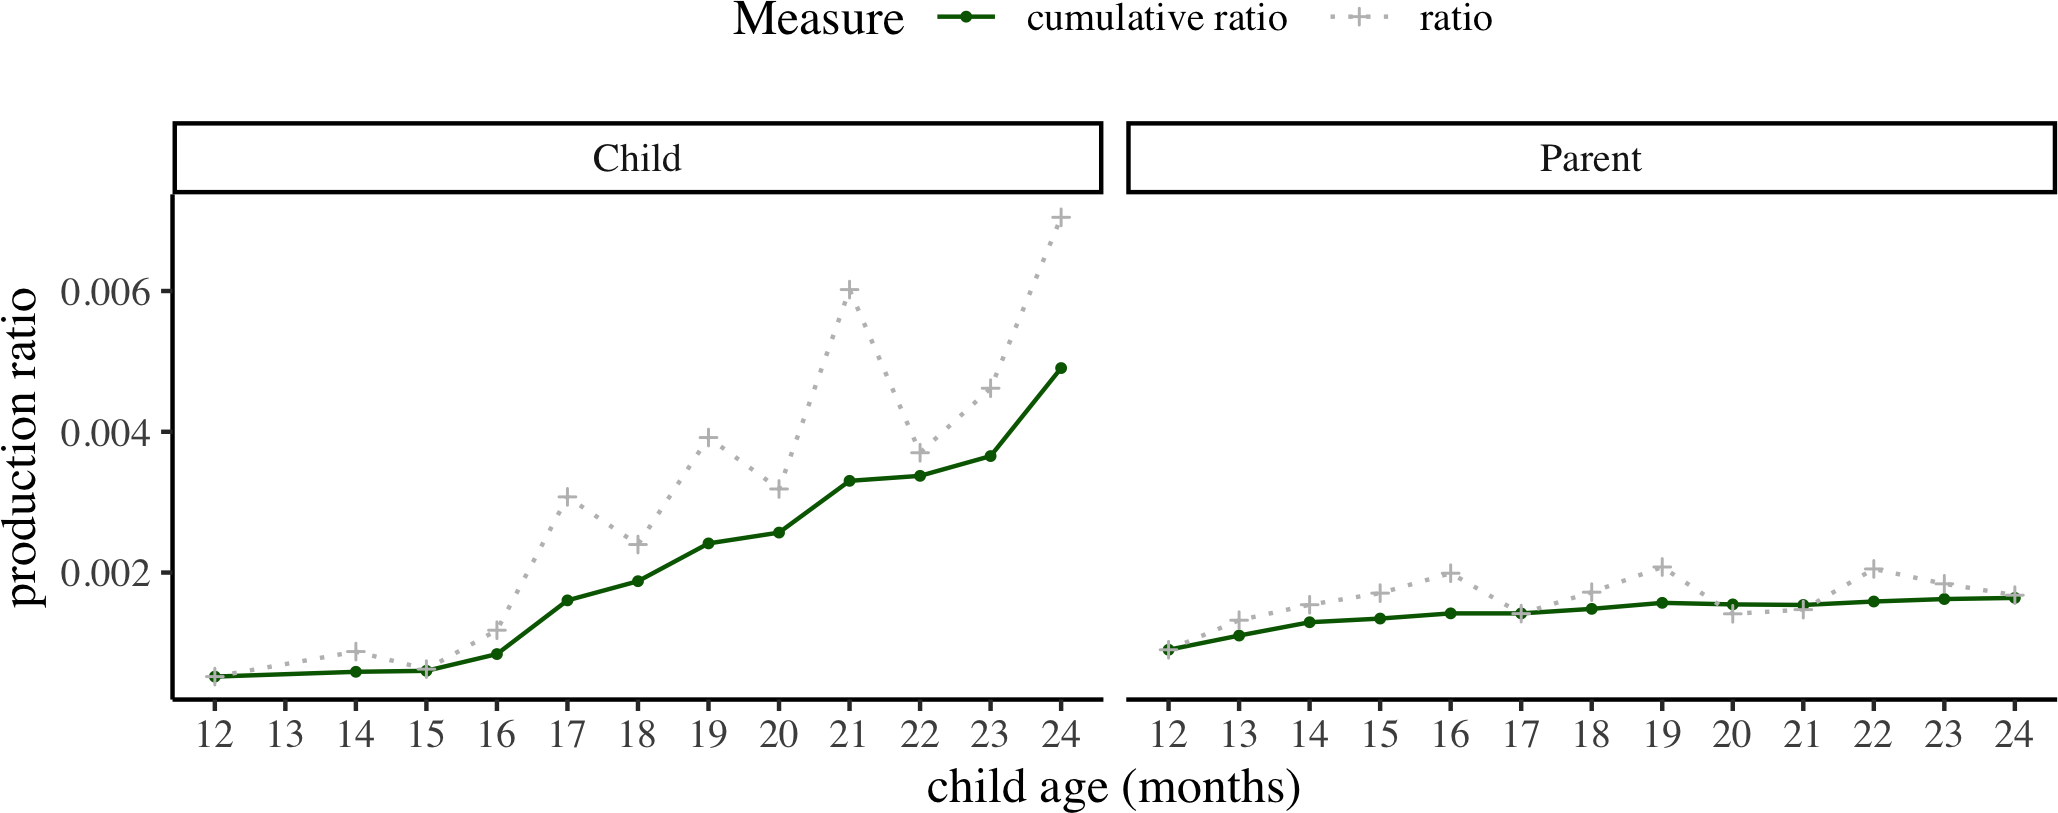 Measure cumulative ratio ratio
Child Parent
production ratio
0.006
0.004
0.002
12 13 14 15 16 17 18 19 20 21 22 23 24 12 13 14 15 16 17 18 19 20 21 22 23 24
child age (months)